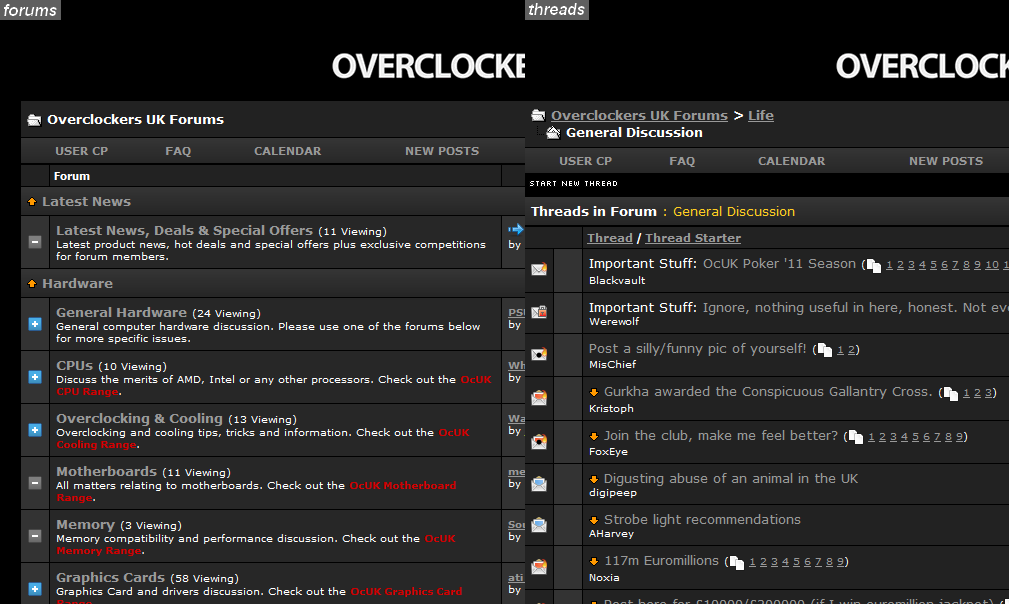 forums
OVERCLOCKE
Overclockers UK Forums
USER CP FAQ CALENDAR NEW POSTS
Forum
Latest News
Latest News, Deals & Special Offers (11 Viewing)
Latest product news, hot deals and special offers plus exclusive competitions
for forum members.
by
Hardware
General Hardware (24 Viewing)
General computer hardware discussion. Please use one of the forums below
for more specific issues.
by
CPUs (10 Viewing)
Wh
Discuss the merits of AMD, Intel or any other processors. Check out the OcUK
CPU Range.
by
Overclocking & Cooling (13 Viewing)
Wa
Overclocking and cooling tips, tricks and information. Check out the OcUK
Cooling Range.
by
Motherboards (11 Viewing)
me
All matters relating to motherboards. Check out the OcUK Motherboard
Range.
by
Memory (3 Viewing)
Memory compatibility and performance discussion. Check out the OcUK
Memory Range.
by
Graphics Cards (58 Viewing)
ati
Graphics Card and drivers discussion. Check out the OcUK Graphics Card
by
threads
OVERCLOCK
Overclockers UK Forums > Life
General Discussion
USER CP FAQ CALENDAR NEW POSTS
START NEW THREAD
Threads in Forum : General Discussion
Thread / Thread Starter
Important Stuff: OcUK Poker '11 Season ( 1 2 3 4 5 6 7 8 9 10 1
Blackvault
Important Stuff: Ignore, nothing useful in here, honest. Not eve
Werewolf
Post a silly/funny pic of yourself! ( 1 2)
MisChief
Gurkha awarded the Conspicuous Gallantry Cross. ( 1 2 3)
Kristoph
Join the club, make me feel better? ( 1 2 3 4 5 6 7 8 9)
FoxEye
Digusting abuse of an animal in the UK
digipeep
Strobe light recommendations
AHarvey
117m Euromillions ( 1 2 3 4 5 6 7 8 9)
Noxia
Post here for £10000/£200000 (if I win euromillion jackpot) (